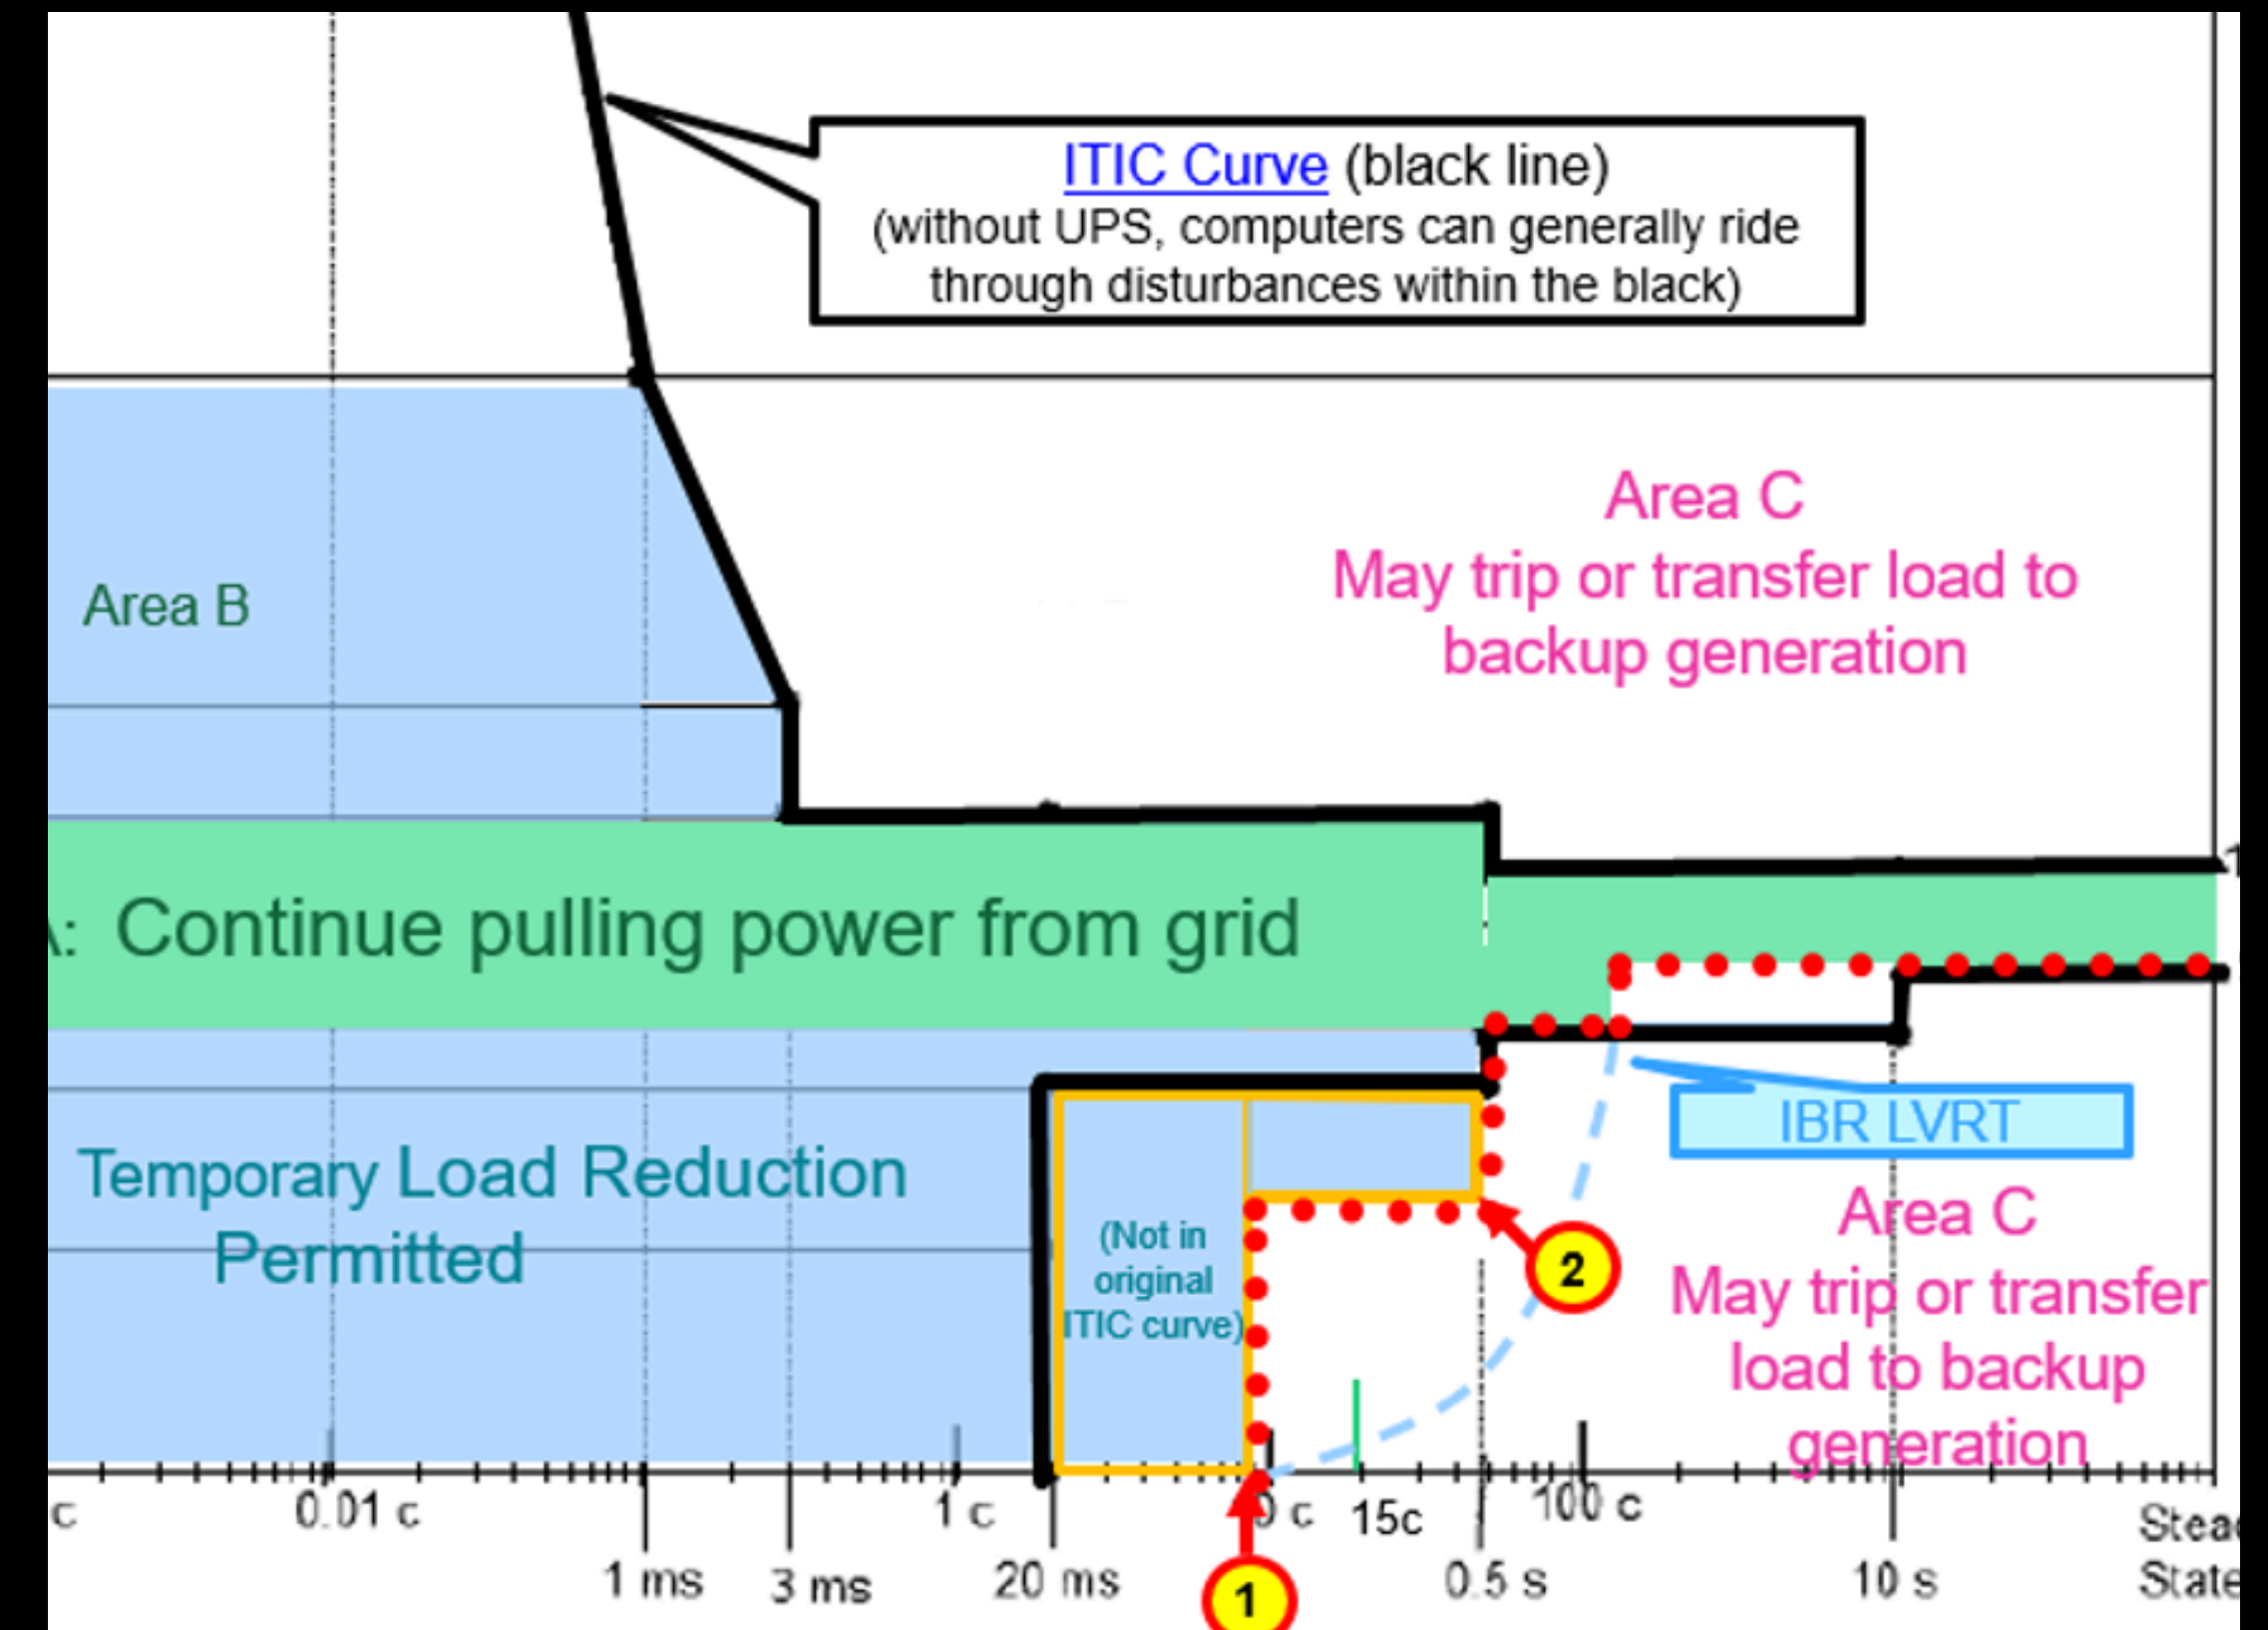 ITIC Curve (black line)
(without UPS, computers can generally ride
through disturbances within the black)
Area C
May trip or transfer load to
backup generation
Area B
: Continue pulling power from grid
IBR LVRT
Temporary Load Reduction
Permitted
(Not in
original
ITIC curve)
2
Area C
May trip or transfer
load to backup
generation
c
0.01 c
1 c
0 c
15c
100 c
1 ms
3 ms
20 ms
1
0.5 s
10 s